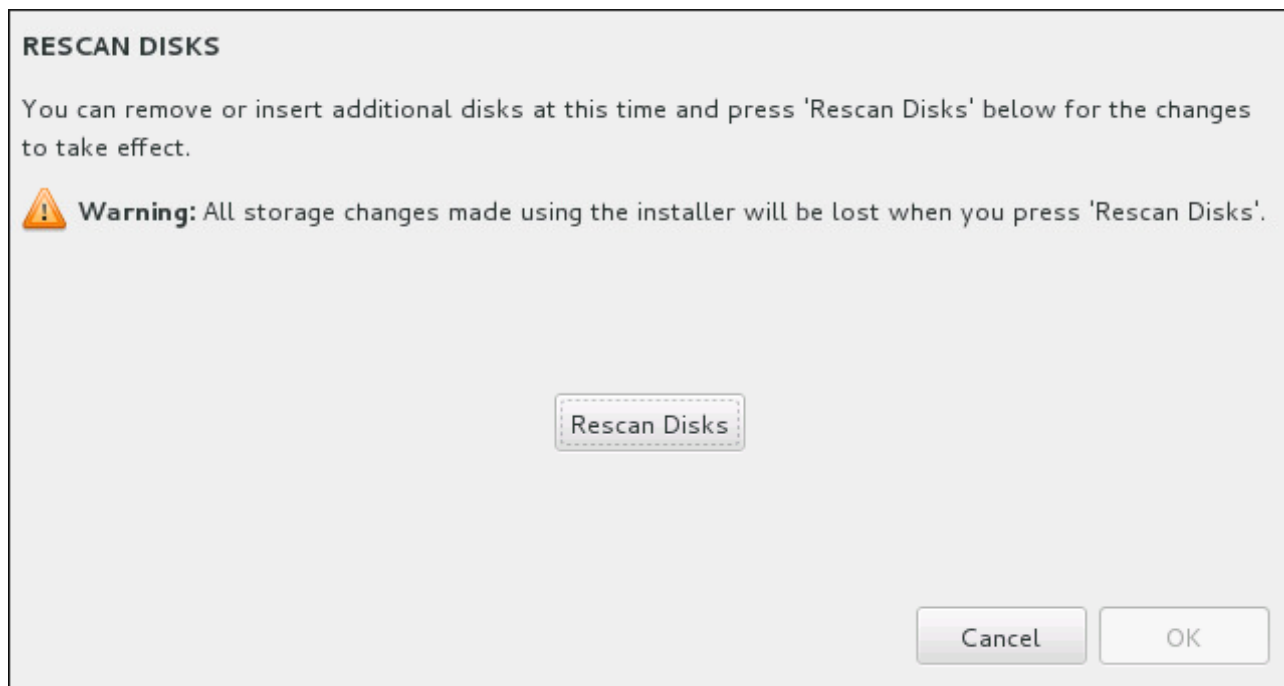 RESCAN DISKS
You can remove or insert additional disks at this time and press 'Rescan Disks' below for the changes
to take effect.
Warning: All storage changes made using the installer will be lost when you press 'Rescan Disks'.
Rescan Disks
Cancel
OK